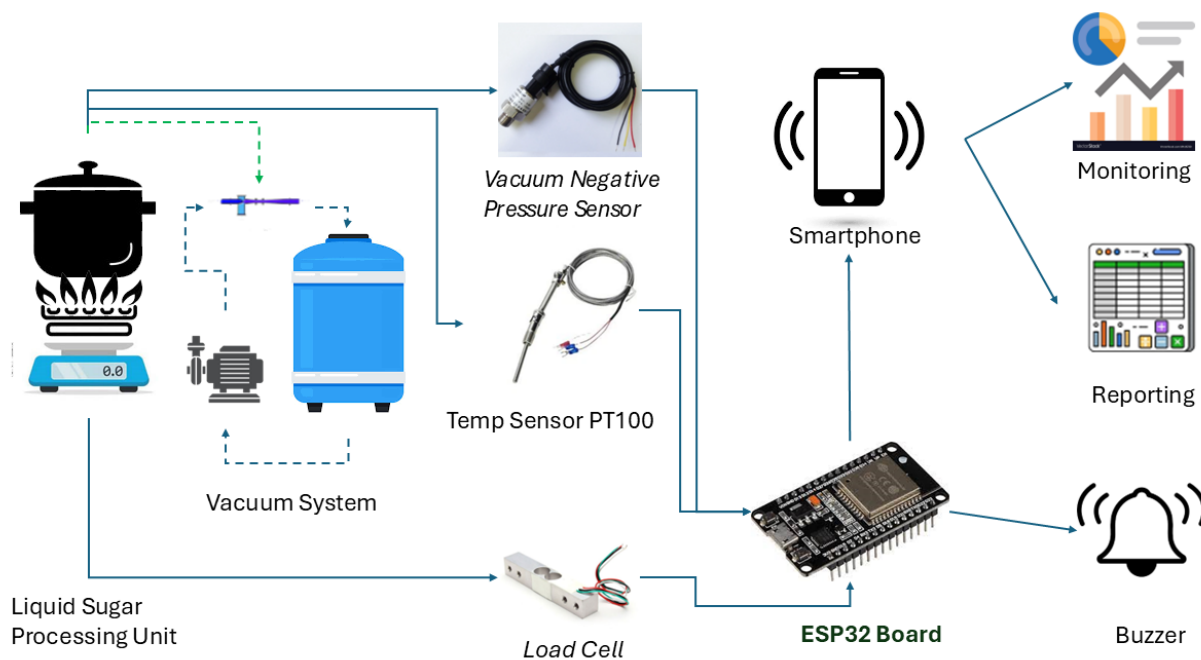 Vacuum Negative
Pressure Sensor
Smartphone
Monitoring
VectorStock
0.0
Temp Sensor PT100
Reporting
Vacuum System
Liquid Sugar
Processing Unit
Load Cell
ESP32 Board
Buzzer